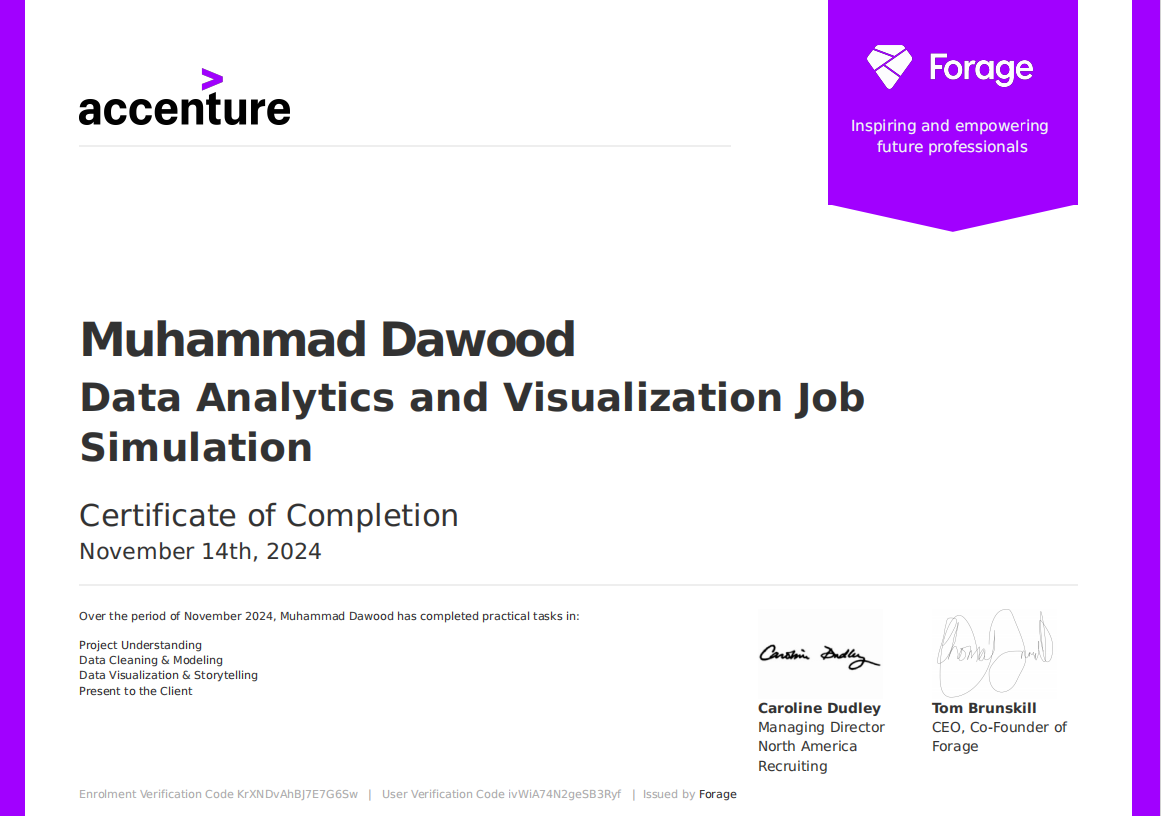 accenture
Forage
Inspiring and empowering
future professionals
Muhammad Dawood
Data Analytics and Visualization Job
Simulation
Certificate of Completion
November 14th, 2024
Over the period of November 2024, Muhammad Dawood has completed practical tasks in:
Project Understanding
Data Cleaning & Modeling
Data Visualization & Storytelling
Present to the Client
Caroline Dudley
Caroline Dudley
Managing Director
North America
Recruiting
Tom Brunskill
CEO, Co-Founder of
Forage
Enrolment Verification Code KrXNDvAhBJ7E7G6Sw | User Verification Code ivWiA74N2geSB3Ryf | Issued by Forage